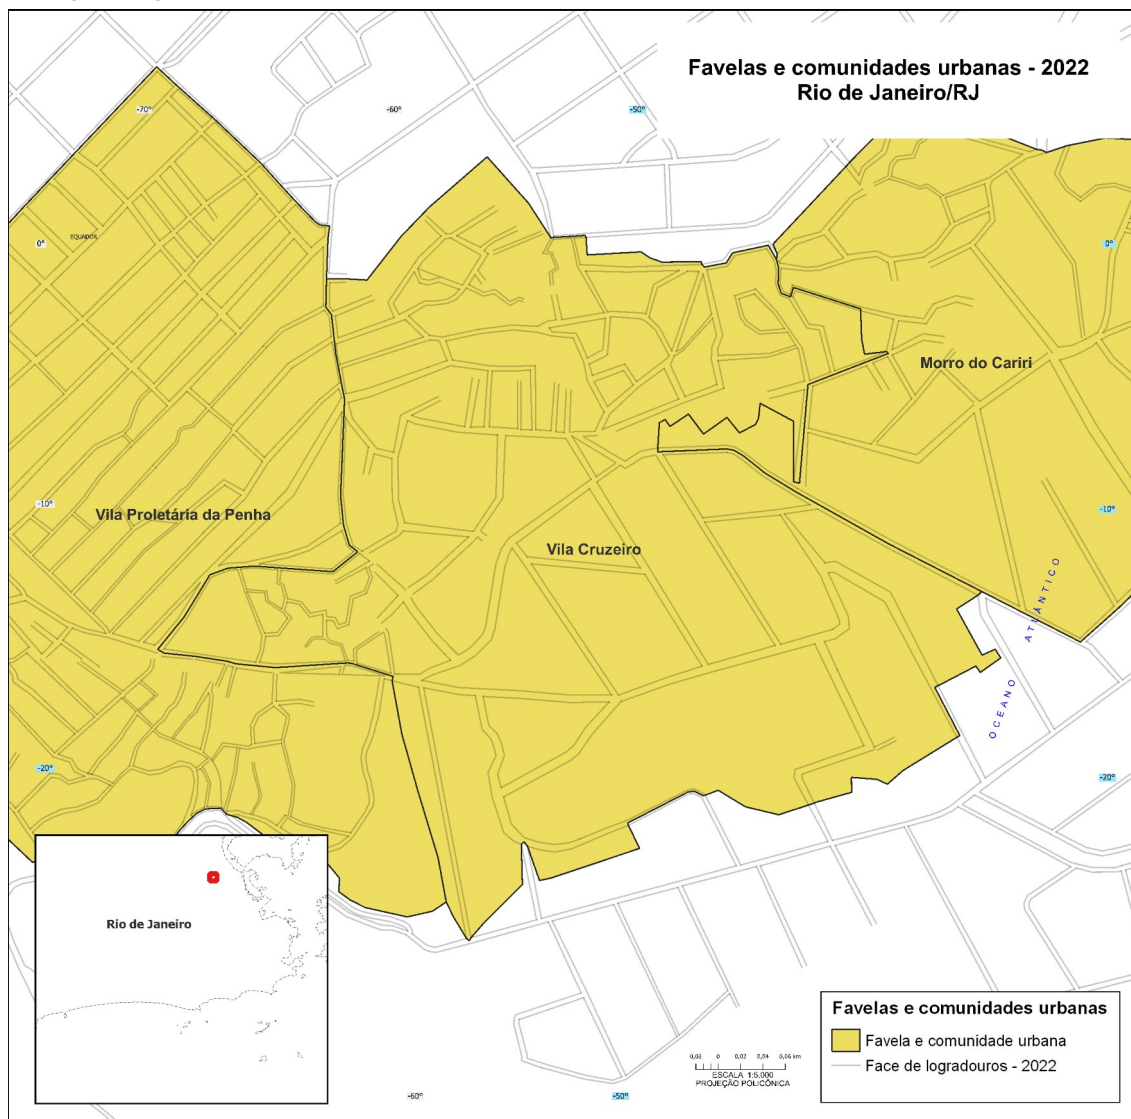 Favelas e comunidades urbanas - 2022
Rio de Janeiro/RJ
-70°
-60°
-50°
0°
EQUADOR
0°
Morro do Cariri
-10°
-10°
Vila Proletária da Penha
Vila Cruzeiro
OCEANO ATLÂNTICO
-20°
-20°
Rio de Janeiro
Favelas e comunidades urbanas
Favela e comunidade urbana
Face de logradouros - 2022
0,03 0 0,02 0,04 0,06 km
ESCALA 1:5.000
PROJEÇÃO POLICÔNICA
-60°
-50°